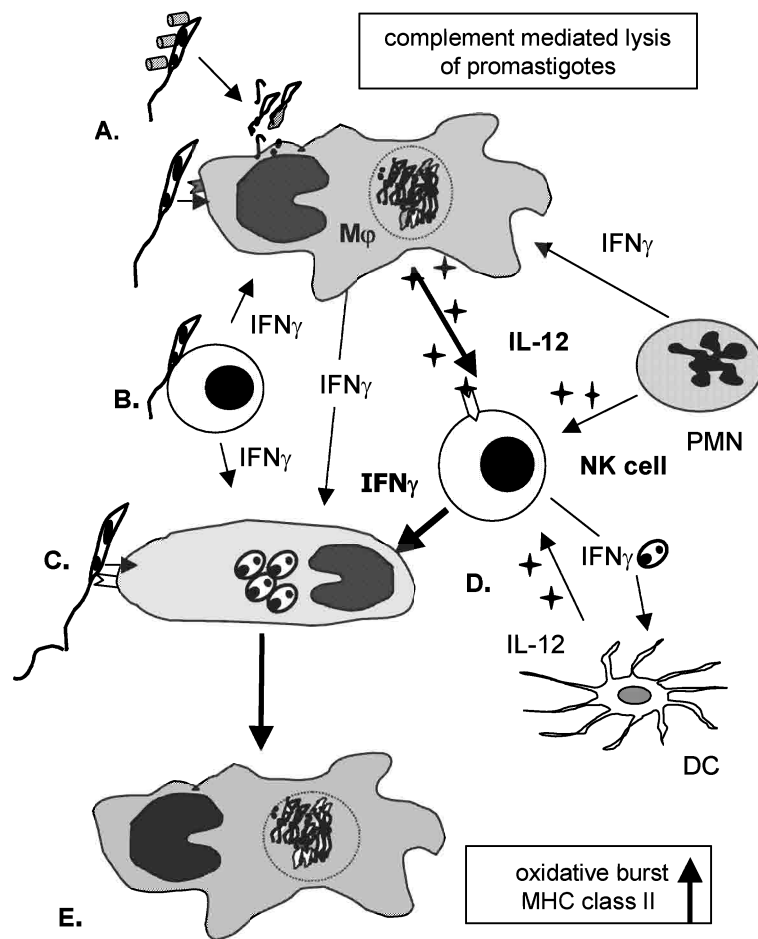 complement mediated lysis
of promastigotes
A.
Mφ
IFNγ
IFNγ
IL-12
IFNγ
B.
PMN
IFNγ
NK cell
IFNγ
C.
D.
IFNγ
IL-12
DC
oxidative burst
MHC class II
E.